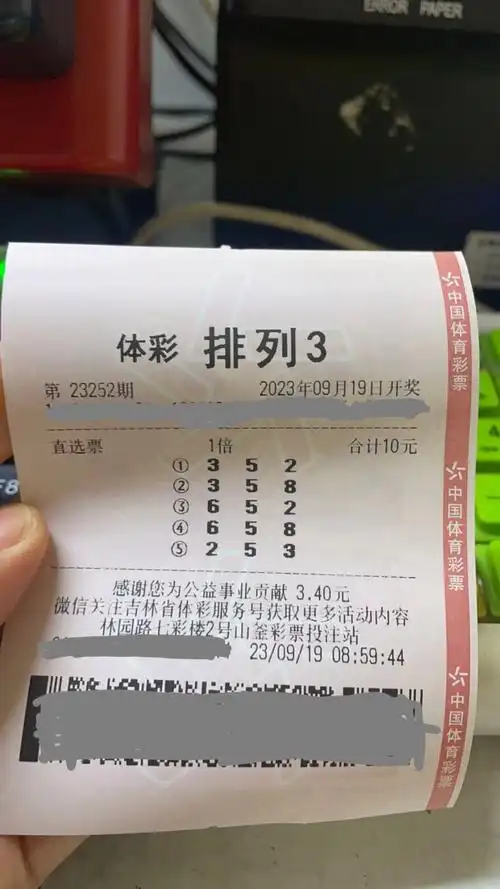 ERROR PAPER
体彩 排列3
第 23252期 2023年09月19日开奖
直选票 1倍 合计10元
① 3 5 2
② 3 5 8
③ 6 5 2
④ 6 5 8
⑤ 2 5 3
感谢您为公益事业贡献 3.40元
微信关注吉林省体彩服务号获取更多活动内容
林园路七彩楼2号山釜彩票投注站
23/09/19 08:59:44
中国体育彩票
中国体育彩票
中国体育彩票
F8